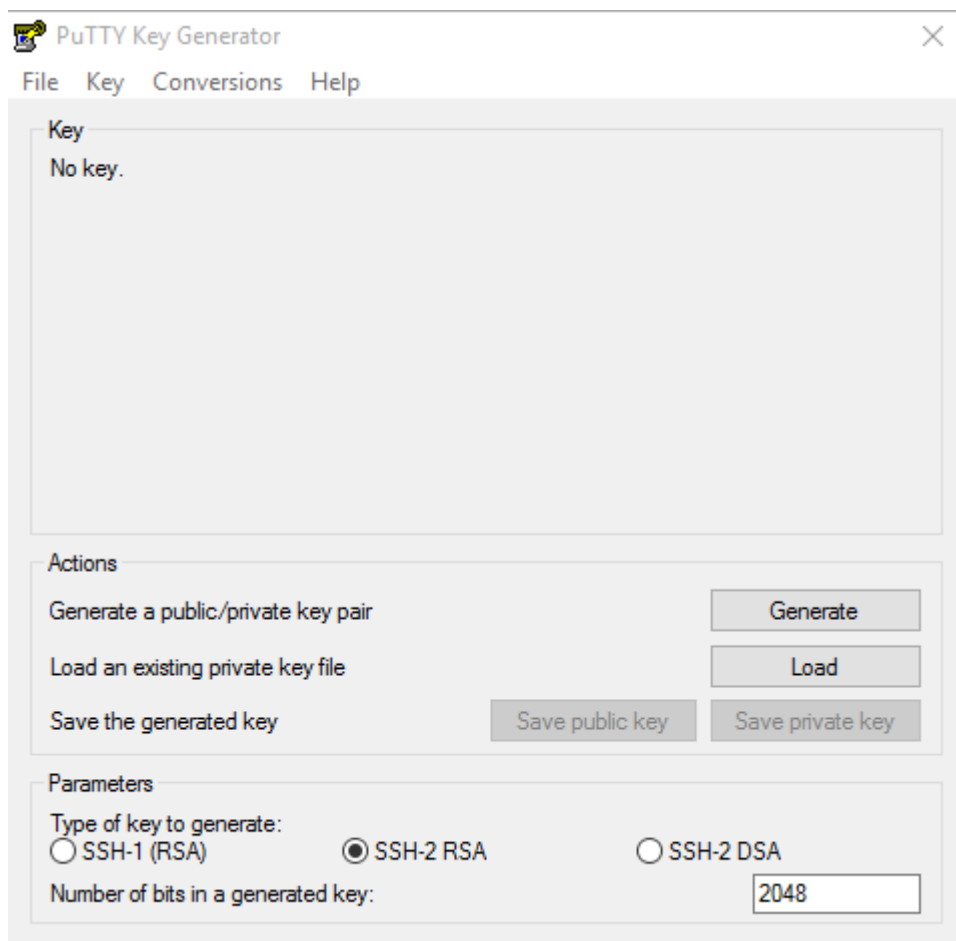 PuTTY Key Generator
File Key Conversions Help
Key
No key.
Actions
Generate a public/private key pair Generate
Load an existing private key file Load
Save the generated key Save public key Save private key
Parameters
Type of key to generate:
SSH-1 (RSA) SSH-2 RSA SSH-2 DSA
Number of bits in a generated key: 2048